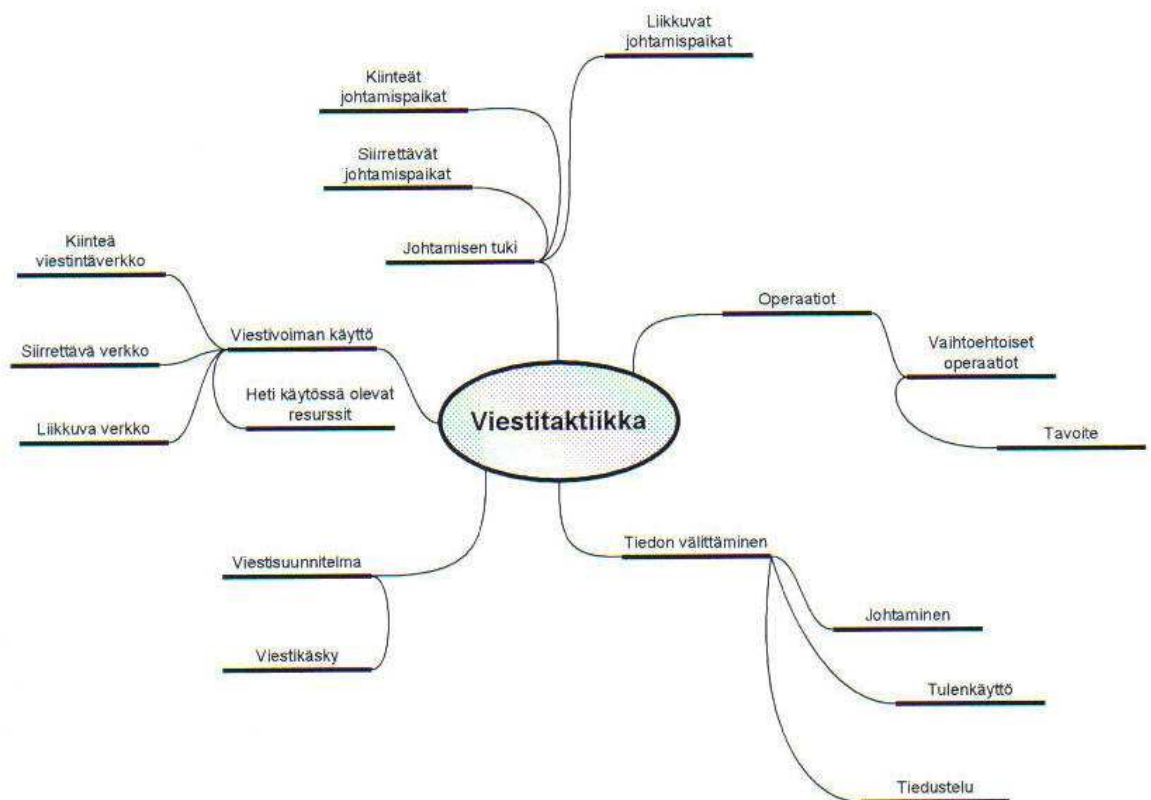 Liikkuvat
johtamispaikat
Kiinteät
johtamispaikat
Siirrettävät
johtamispaikat
Johtamisen tuki
Kiinteä
viestintäverkko
Viestivoiman käyttö
Siirrettävä verkko
Heti käytössä olevat
resurssit
Liikkuva verkko
Operaatiot
Vaihtoehtoiset
operaatiot
Tavoite
Viestitaktiikka
Tiedon välittäminen
Johtaminen
Tulenkäyttö
Tiedustelu
Viestisuunnitelma
Viestikäsky